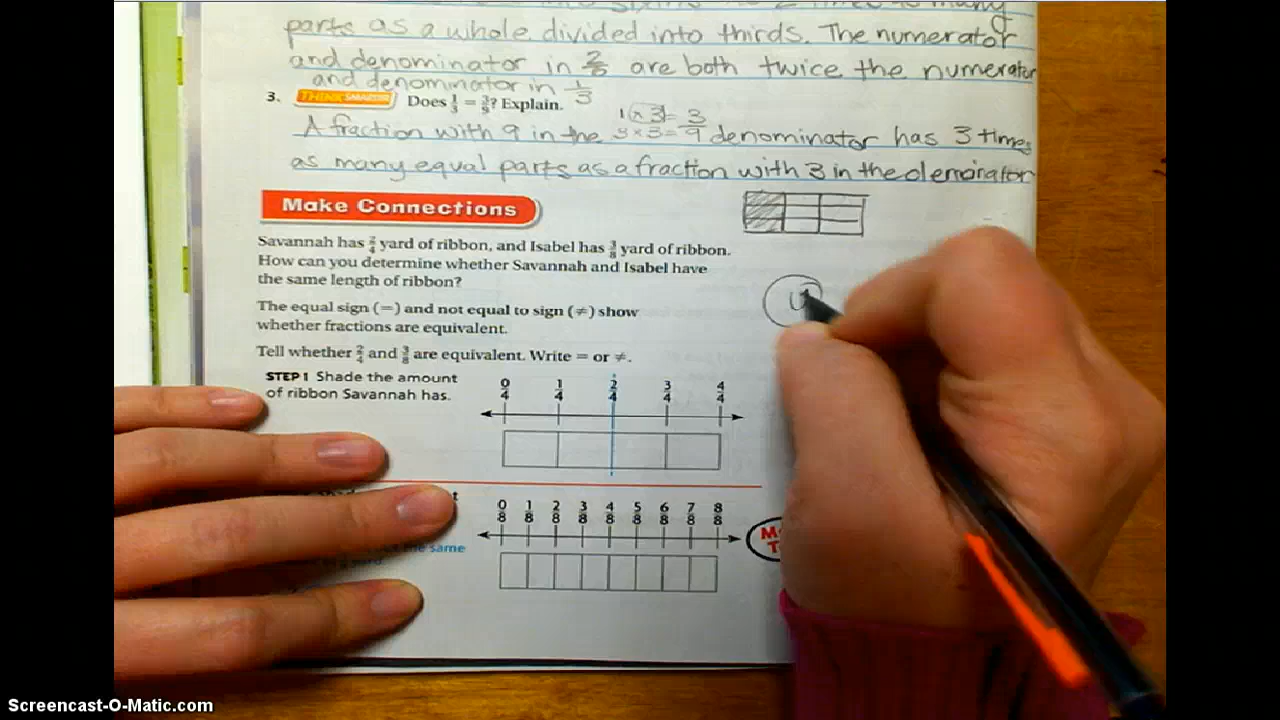 parts as a whole divided into thirds. The numerator
and denominator in 2/6 are both twice the numerator
and denominator in 1/3
3. THINK SMARTER Does 1/3 = 3/9? Explain.
1 × 3 = 3
3 × 3 = 9
A fraction with 9 in the denominator has 3 times
as many equal parts as a fraction with 3 in the denominator
Make Connections
Savannah has 2/4 yard of ribbon, and Isabel has 3/8 yard of ribbon.
How can you determine whether Savannah and Isabel have
the same length of ribbon?
The equal sign (=) and not equal to sign (≠) show
whether fractions are equivalent.
Tell whether 2/4 and 3/8 are equivalent. Write = or ≠.
STEP 1 Shade the amount
of ribbon Savannah has.
0/4 1/4 2/4 3/4 4/4
0/8 1/8 2/8 3/8 4/8 5/8 6/8 7/8 8/8
the same
Screencast-O-Matic.com